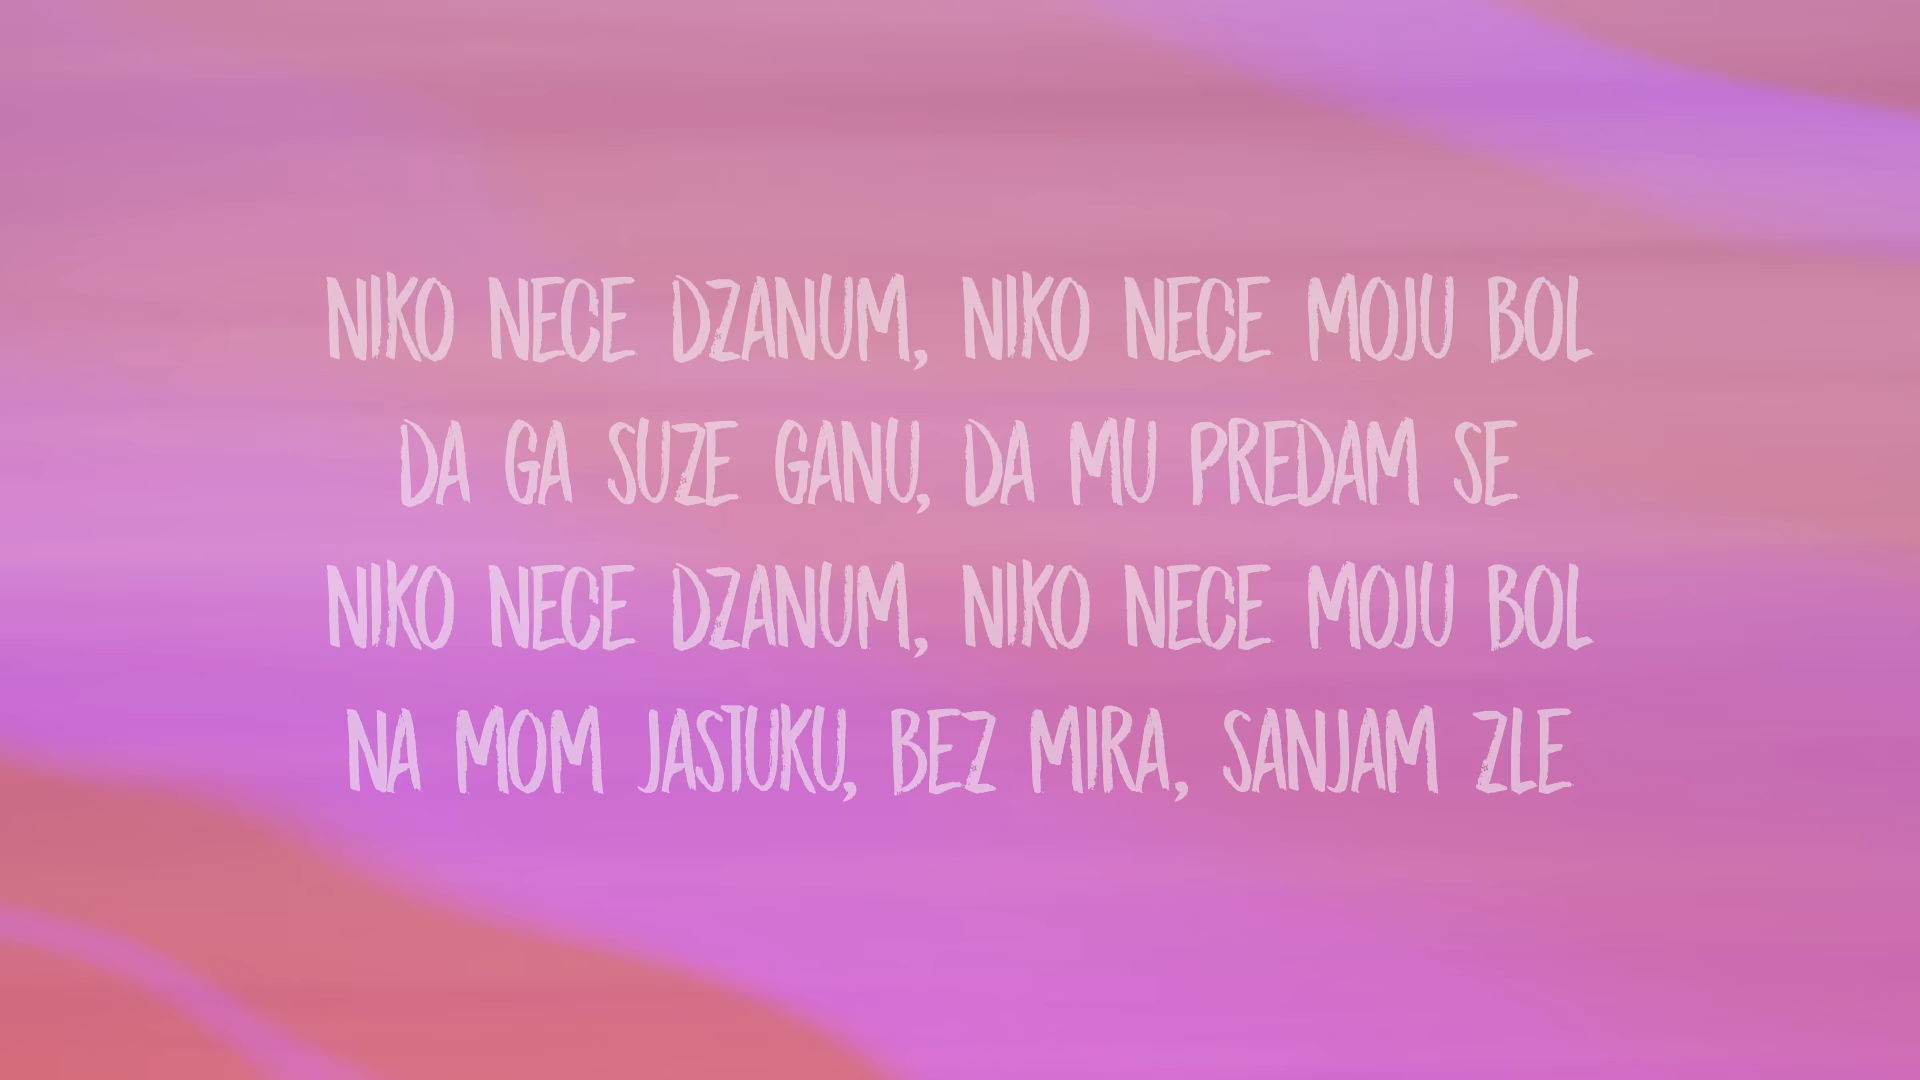 NIKO NECE DZANUM, NIKO NECE MOJU BOL
DA GA SUZE GANU, DA MU PREDAM SE
NIKO NECE DZANUM, NIKO NECE MOJU BOL
NA MOM JASTUKU, BEZ MIRA, SANJAM ZLE